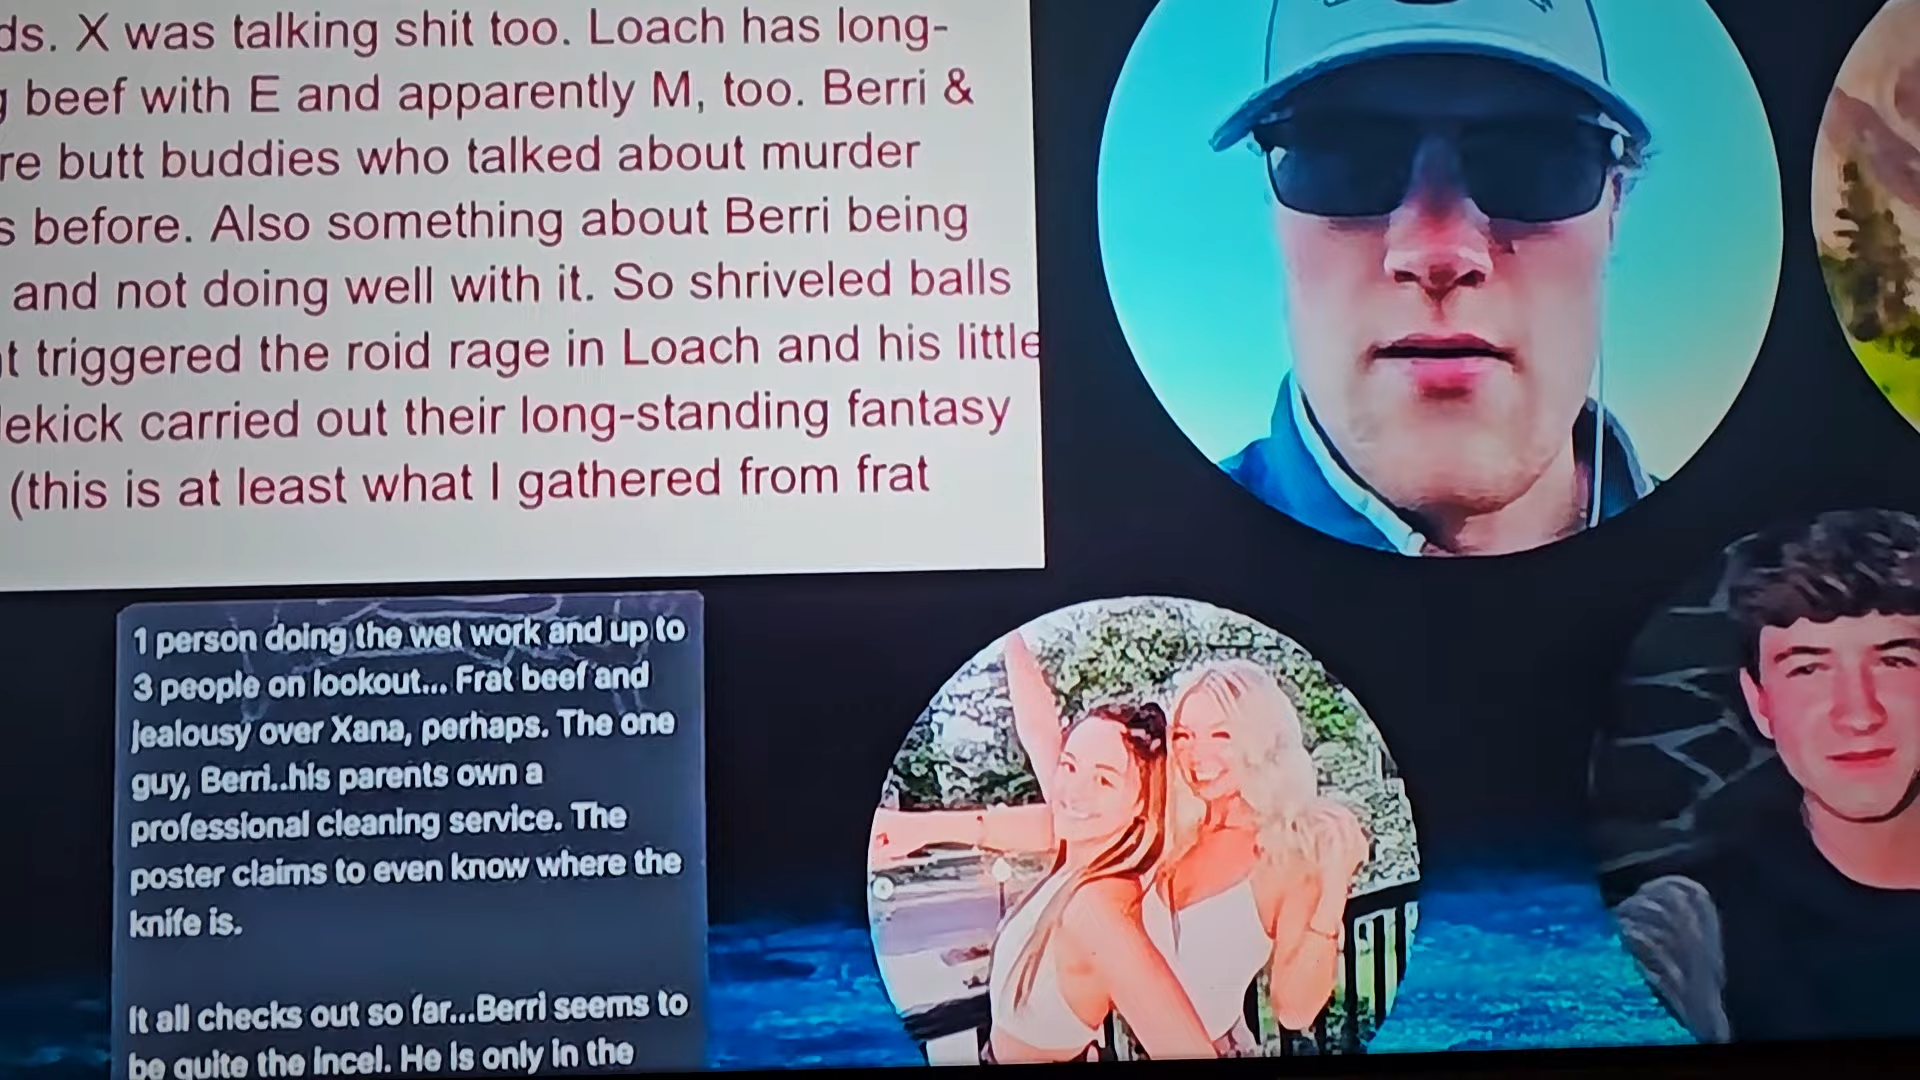 ds. X was talking shit too. Loach has long-
g beef with E and apparently M, too. Berri &
re butt buddies who talked about murder
s before. Also something about Berri being
and not doing well with it. So shriveled balls
t triggered the roid rage in Loach and his little
ekick carried out their long-standing fantasy
(this is at least what I gathered from frat
1 person doing the wet work and up to
3 people on lookout... Frat beef and
jealousy over Xana, perhaps. The one
guy, Berri..his parents own a
professional cleaning service. The
poster claims to even know where the
knife is.
It all checks out so far...Berri seems to
be quite the incel. He is only in the